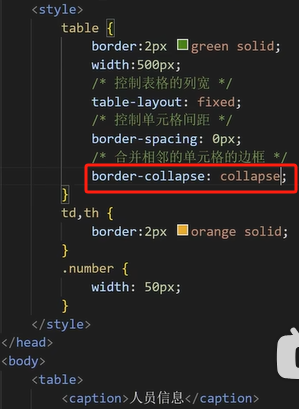 <style>
table {
border:2px green solid;
width:500px;
/* 控制表格的列宽 */
table-layout: fixed;
/* 控制单元格间距 */
border-spacing: 0px;
/* 合并相邻的单元格的边框 */
border-collapse: collapse;
}
td,th {
border:2px orange solid;
}
.number {
width: 50px;
}
</style>
</head>
<body>
<table>
<caption>人员信息</caption>